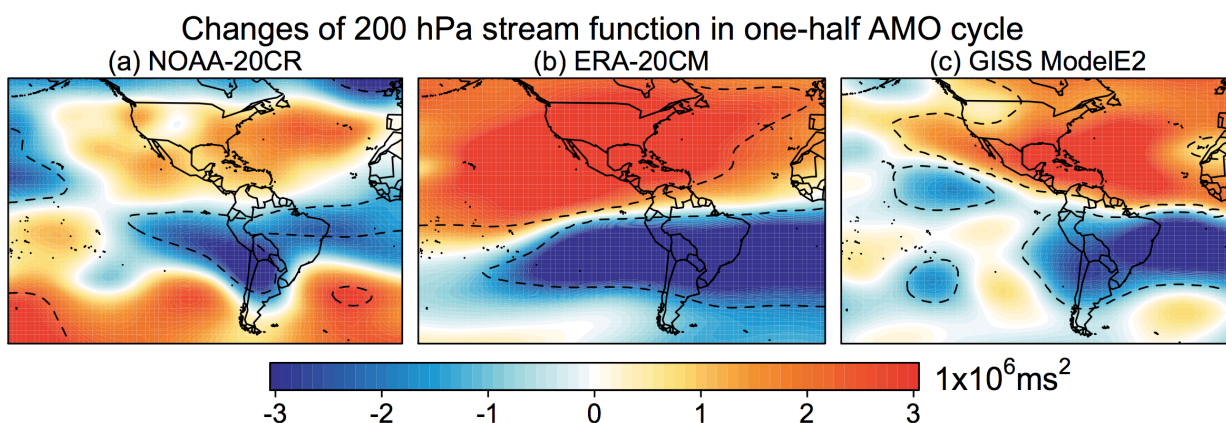 Changes of 200 hPa stream function in one-half AMO cycle
(a) NOAA-20CR (b) ERA-20CM (c) GISS ModelE2
-3 -2 -1 0 1 2 3 1x10⁶ms²